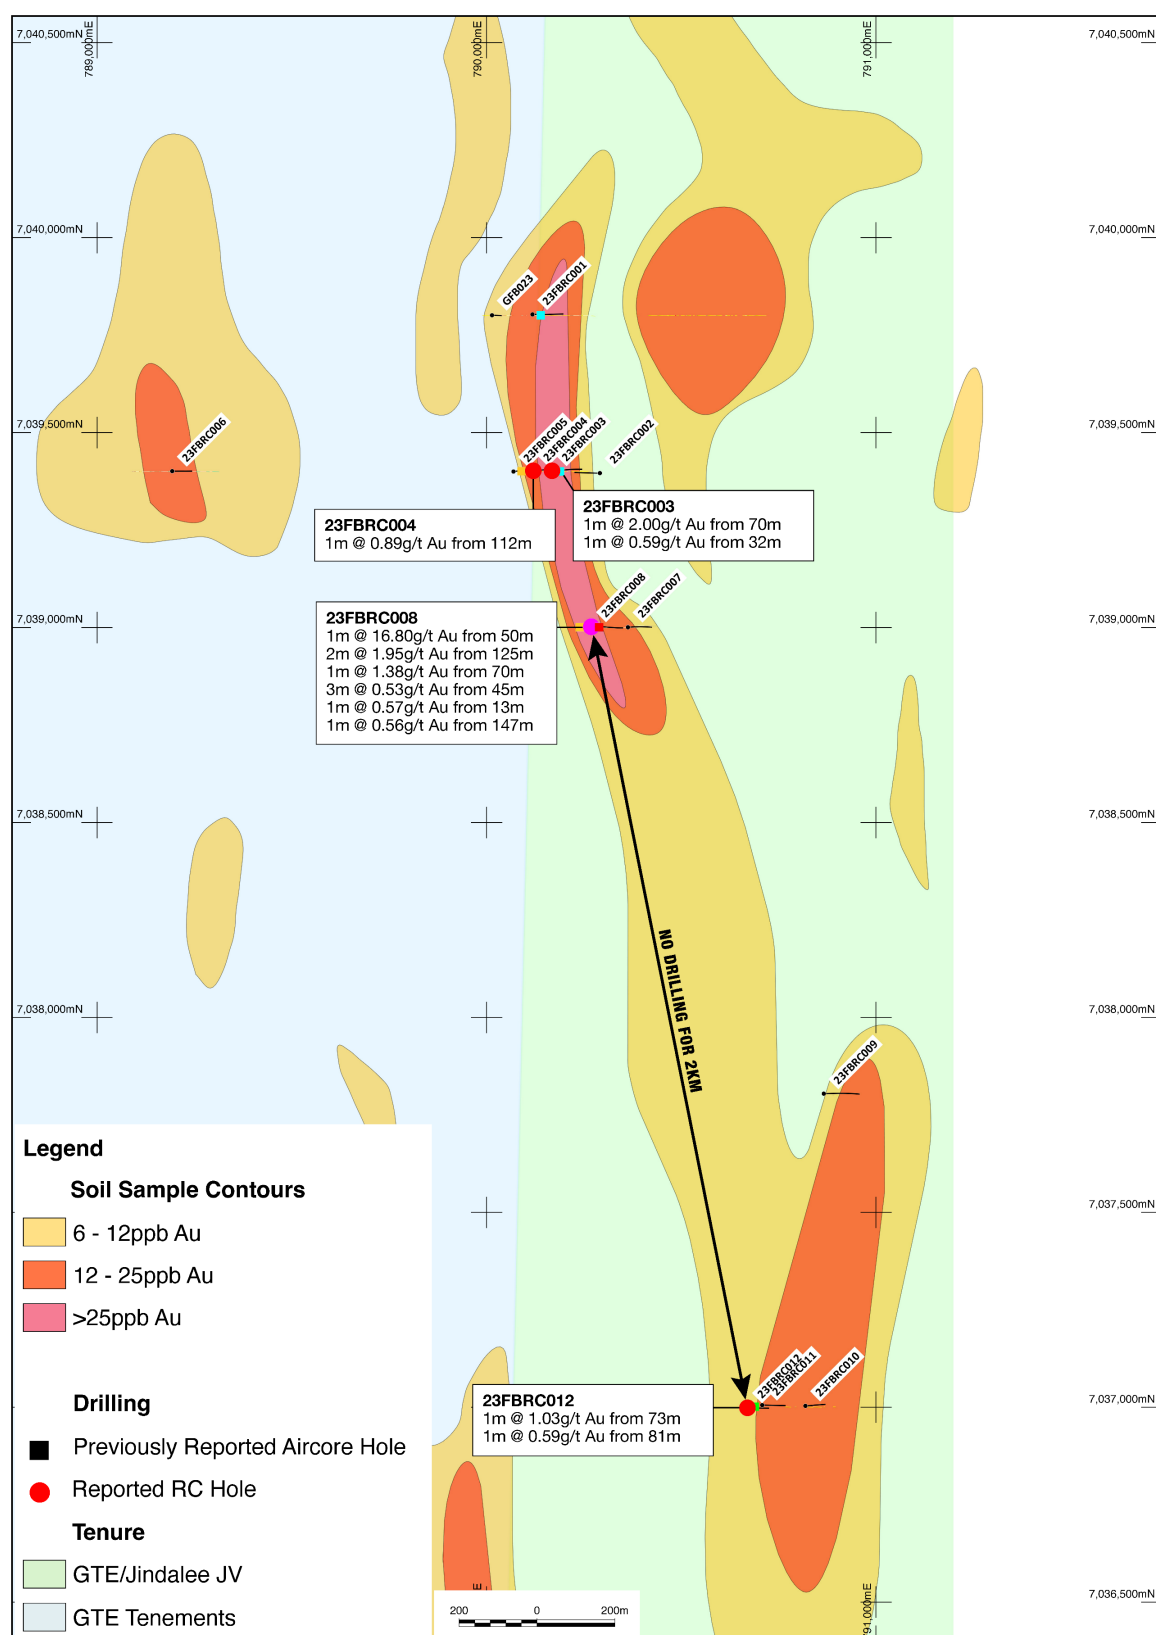 7,040,500mN
789,000mE
790,000mE
791,000mE
7,040,500mN
7,040,000mN
7,040,000mN
GFB023
23FBRC001
7,039,500mN
7,039,500mN
23FBRC006
23FBRC005
23FBRC004
23FBRC003
23FBRC002
23FBRC004
1m @ 0.89g/t Au from 112m
23FBRC003
1m @ 2.00g/t Au from 70m
1m @ 0.59g/t Au from 32m
7,039,000mN
7,039,000mN
23FBRC008
23FBRC007
23FBRC008
1m @ 16.80g/t Au from 50m
2m @ 1.95g/t Au from 125m
1m @ 1.38g/t Au from 70m
3m @ 0.53g/t Au from 45m
1m @ 0.57g/t Au from 13m
1m @ 0.56g/t Au from 147m
7,038,500mN
7,038,500mN
NO DRILLING FOR 2KM
7,038,000mN
7,038,000mN
23FBRC009
7,037,500mN
23FBRC012
23FBRC011
23FBRC010
7,037,000mN
23FBRC012
1m @ 1.03g/t Au from 73m
1m @ 0.59g/t Au from 81m
7,036,500mN
Legend
Soil Sample Contours
6 - 12ppb Au
12 - 25ppb Au
>25ppb Au
Drilling
Previously Reported Aircore Hole
Reported RC Hole
Tenure
GTE/Jindalee JV
GTE Tenements
200 0 200m
E
91,000mE